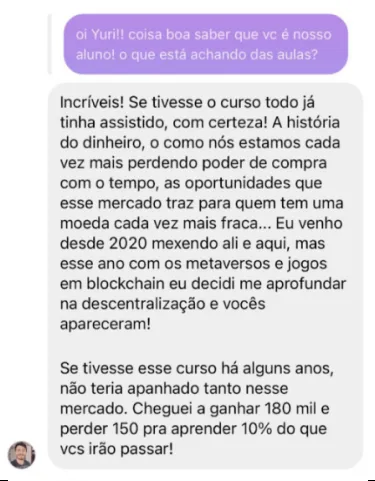 oi Yuri!! coisa boa saber que vc é nosso
aluno! o que está achando das aulas?
Incríveis! Se tivesse o curso todo já
tinha assistido, com certeza! A história
do dinheiro, o como nós estamos cada
vez mais perdendo poder de compra
com o tempo, as oportunidades que
esse mercado traz para quem tem uma
moeda cada vez mais fraca... Eu venho
desde 2020 mexendo ali e aqui, mas
esse ano com os metaversos e jogos
em blockchain eu decidi me aprofundar
na descentralização e vocês
apareceram!
Se tivesse esse curso há alguns anos,
não teria apanhado tanto nesse
mercado. Cheguei a ganhar 180 mil e
perder 150 pra aprender 10% do que
vcs irão passar!